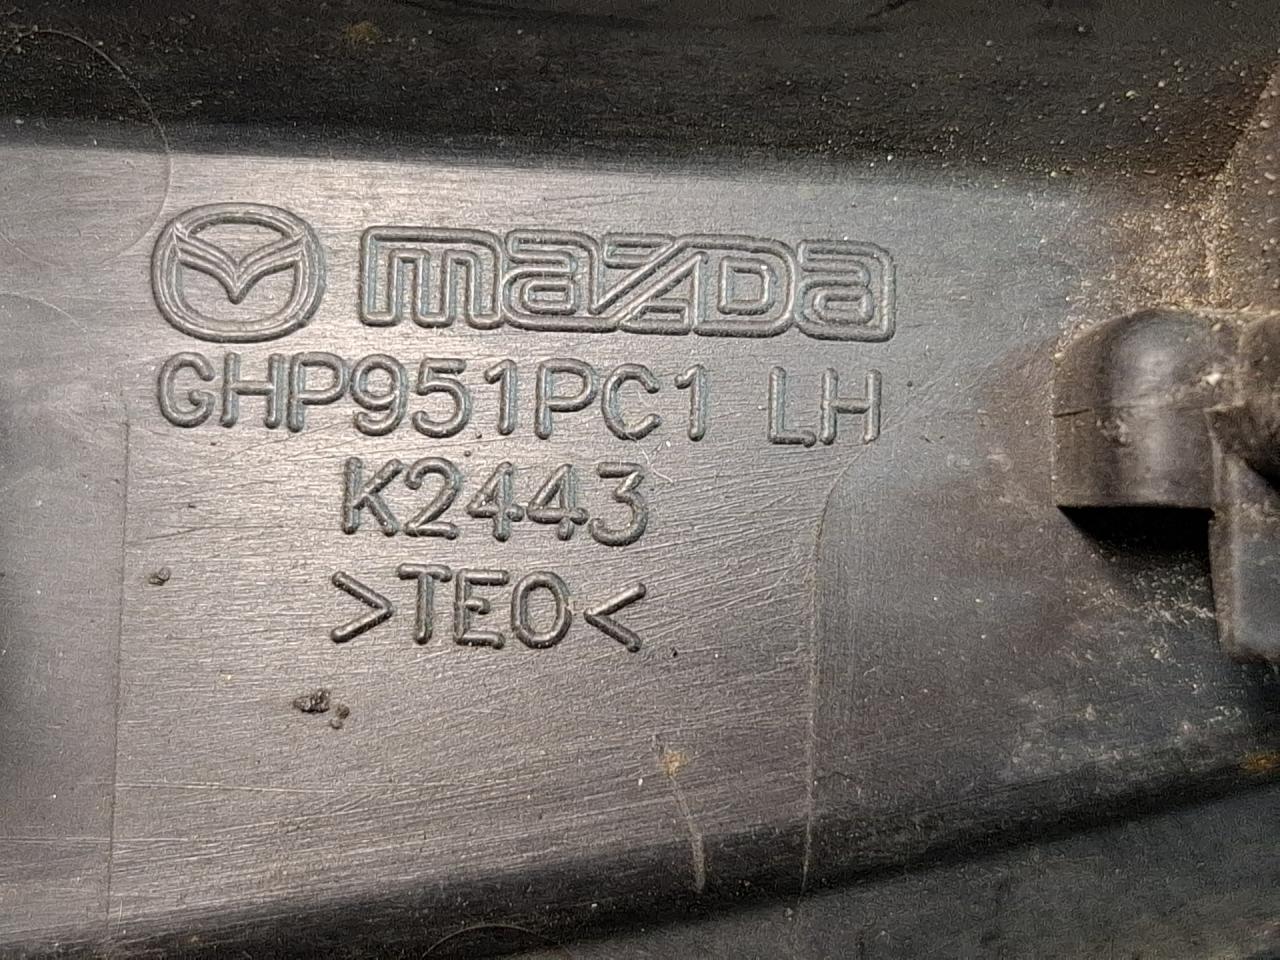 mazda
GHP951PC1 LH
K2443
>TEO<